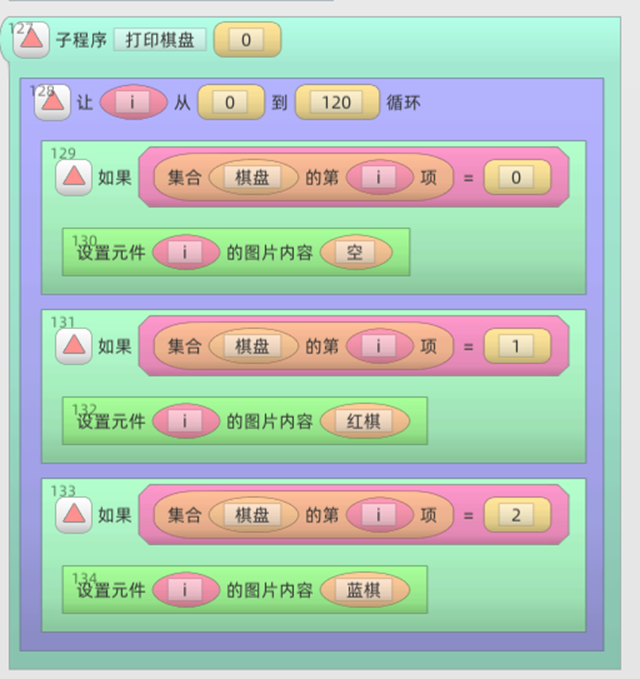 127 子程序 打印棋盘 0
128 让 i 从 0 到 120 循环
129 如果 集合 棋盘 的第 i 项 = 0
130 设置元件 i 的图片内容 空
131 如果 集合 棋盘 的第 i 项 = 1
132 设置元件 i 的图片内容 红棋
133 如果 集合 棋盘 的第 i 项 = 2
134 设置元件 i 的图片内容 蓝棋